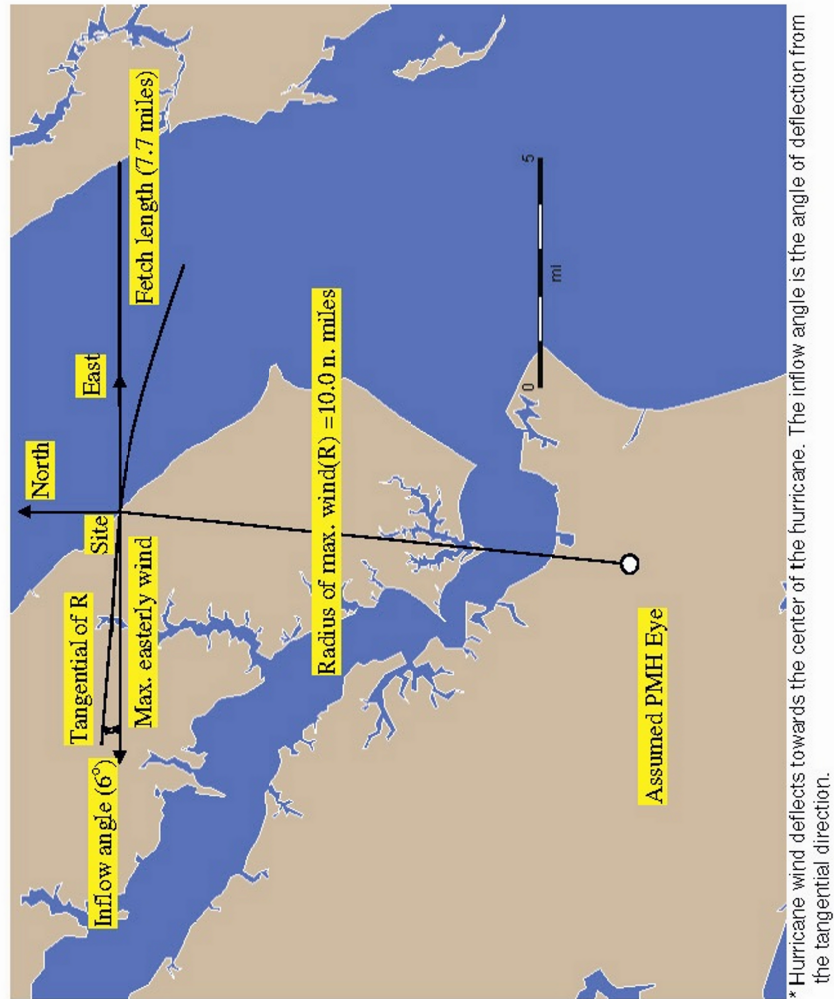 North
East
Site
Fetch length (7.7 miles)
Tangential of R
Max. easterly wind
Inflow angle (6°)
Radius of max. wind(R) =10.0 n. miles
0
5
mi
Assumed PMH Eye
* Hurricane wind deflects towards the center of the hurricane. The inflow angle is the angle of deflection from
the tangential direction.